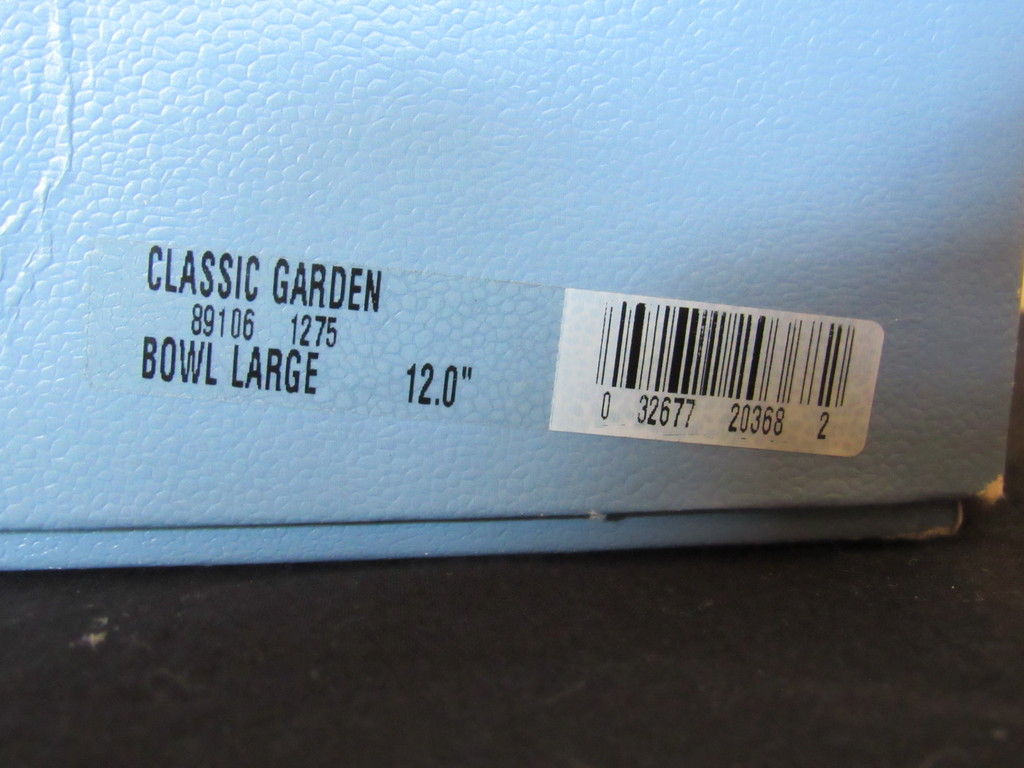 CLASSIC GARDEN
89106 1275
BOWL LARGE 12.0"
0 32677 20368 2